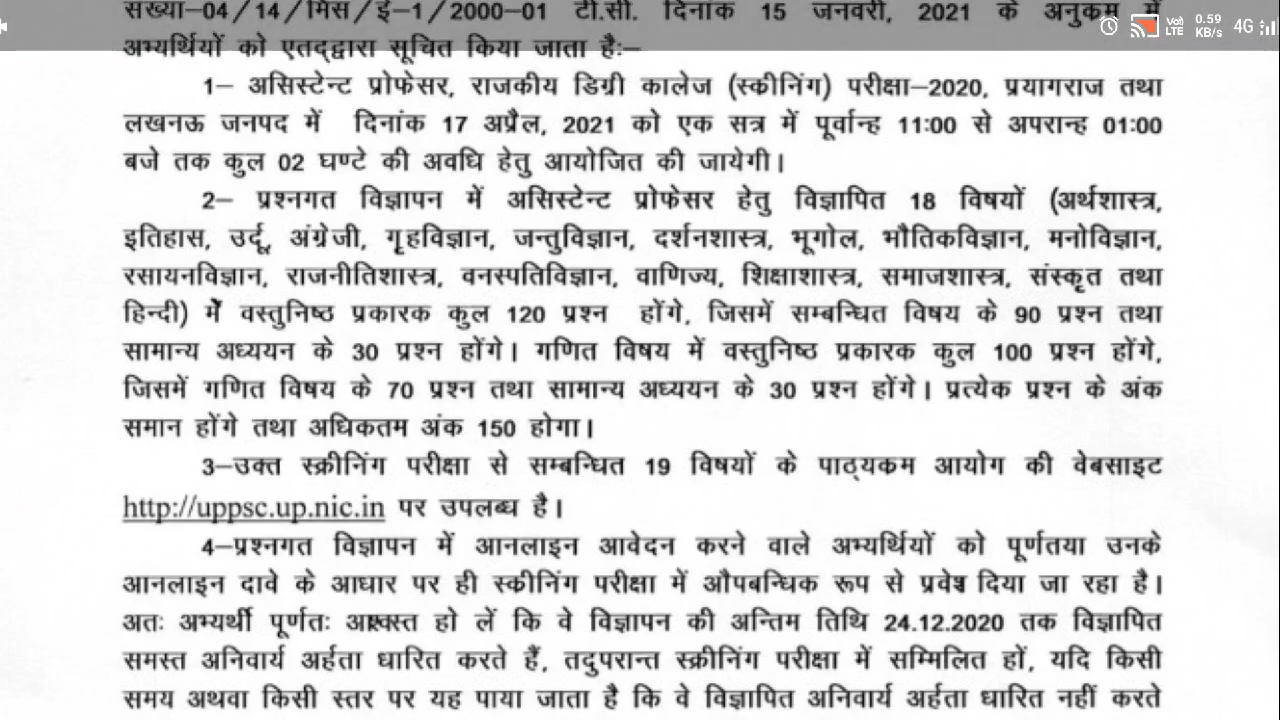 संख्या–04/14/मिस/ई–1/2000–01 टी.सी. दिनांक 15 जनवरी, 2021 के अनुक्रम में
अभ्यर्थियों को एतद्द्वारा सूचित किया जाता है:–
Vo) LTE 0.59 KB/s 4G
1– असिस्टेन्ट प्रोफेसर, राजकीय डिग्री कालेज (स्कीनिंग) परीक्षा–2020, प्रयागराज तथा
लखनऊ जनपद में दिनांक 17 अप्रैल, 2021 को एक सत्र में पूर्वान्ह 11:00 से अपरान्ह 01:00
बजे तक कुल 02 घण्टे की अवधि हेतु आयोजित की जायेगी।
2– प्रश्नगत विज्ञापन में असिस्टेन्ट प्रोफेसर हेतु विज्ञापित 18 विषयों (अर्थशास्त्र,
इतिहास, उर्दू, अंग्रेजी, गृहविज्ञान, जन्तुविज्ञान, दर्शनशास्त्र, भूगोल, भौतिकविज्ञान, मनोविज्ञान,
रसायनविज्ञान, राजनीतिशास्त्र, वनस्पतिविज्ञान, वाणिज्य, शिक्षाशास्त्र, समाजशास्त्र, संस्कृत तथा
हिन्दी) में वस्तुनिष्ठ प्रकारक कुल 120 प्रश्न होंगे, जिसमें सम्बन्धित विषय के 90 प्रश्न तथा
सामान्य अध्ययन के 30 प्रश्न होंगे। गणित विषय में वस्तुनिष्ठ प्रकारक कुल 100 प्रश्न होंगे,
जिसमें गणित विषय के 70 प्रश्न तथा सामान्य अध्ययन के 30 प्रश्न होंगे। प्रत्येक प्रश्न के अंक
समान होंगे तथा अधिकतम अंक 150 होगा।
3–उक्त स्क्रीनिंग परीक्षा से सम्बन्धित 19 विषयों के पाठ्यकम आयोग की वेबसाइट
http://uppsc.up.nic.in पर उपलब्ध है।
4–प्रश्नगत विज्ञापन में आनलाइन आवेदन करने वाले अभ्यर्थियों को पूर्णतया उनके
आनलाइन दावे के आधार पर ही स्कीनिंग परीक्षा में औपबन्धिक रूप से प्रवेश दिया जा रहा है।
अतः अभ्यर्थी पूर्णतः आश्वस्त हो लें कि वे विज्ञापन की अन्तिम तिथि 24.12.2020 तक विज्ञापित
समस्त अनिवार्य अर्हता धारित करते हैं, तदुपरान्त स्क्रीनिंग परीक्षा में सम्मिलित हों, यदि किसी
समय अथवा किसी स्तर पर यह पाया जाता है कि वे विज्ञापित अनिवार्य अर्हता धारित नहीं करते